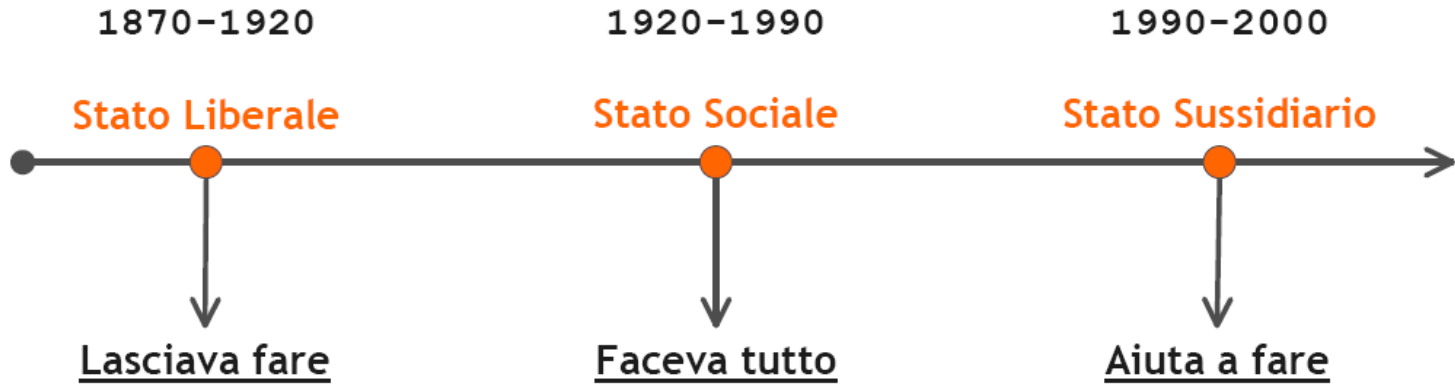 1870-1920 1920-1990 1990-2000
Stato Liberale Stato Sociale Stato Sussidiario
Lasciava fare Faceva tutto Aiuta a fare